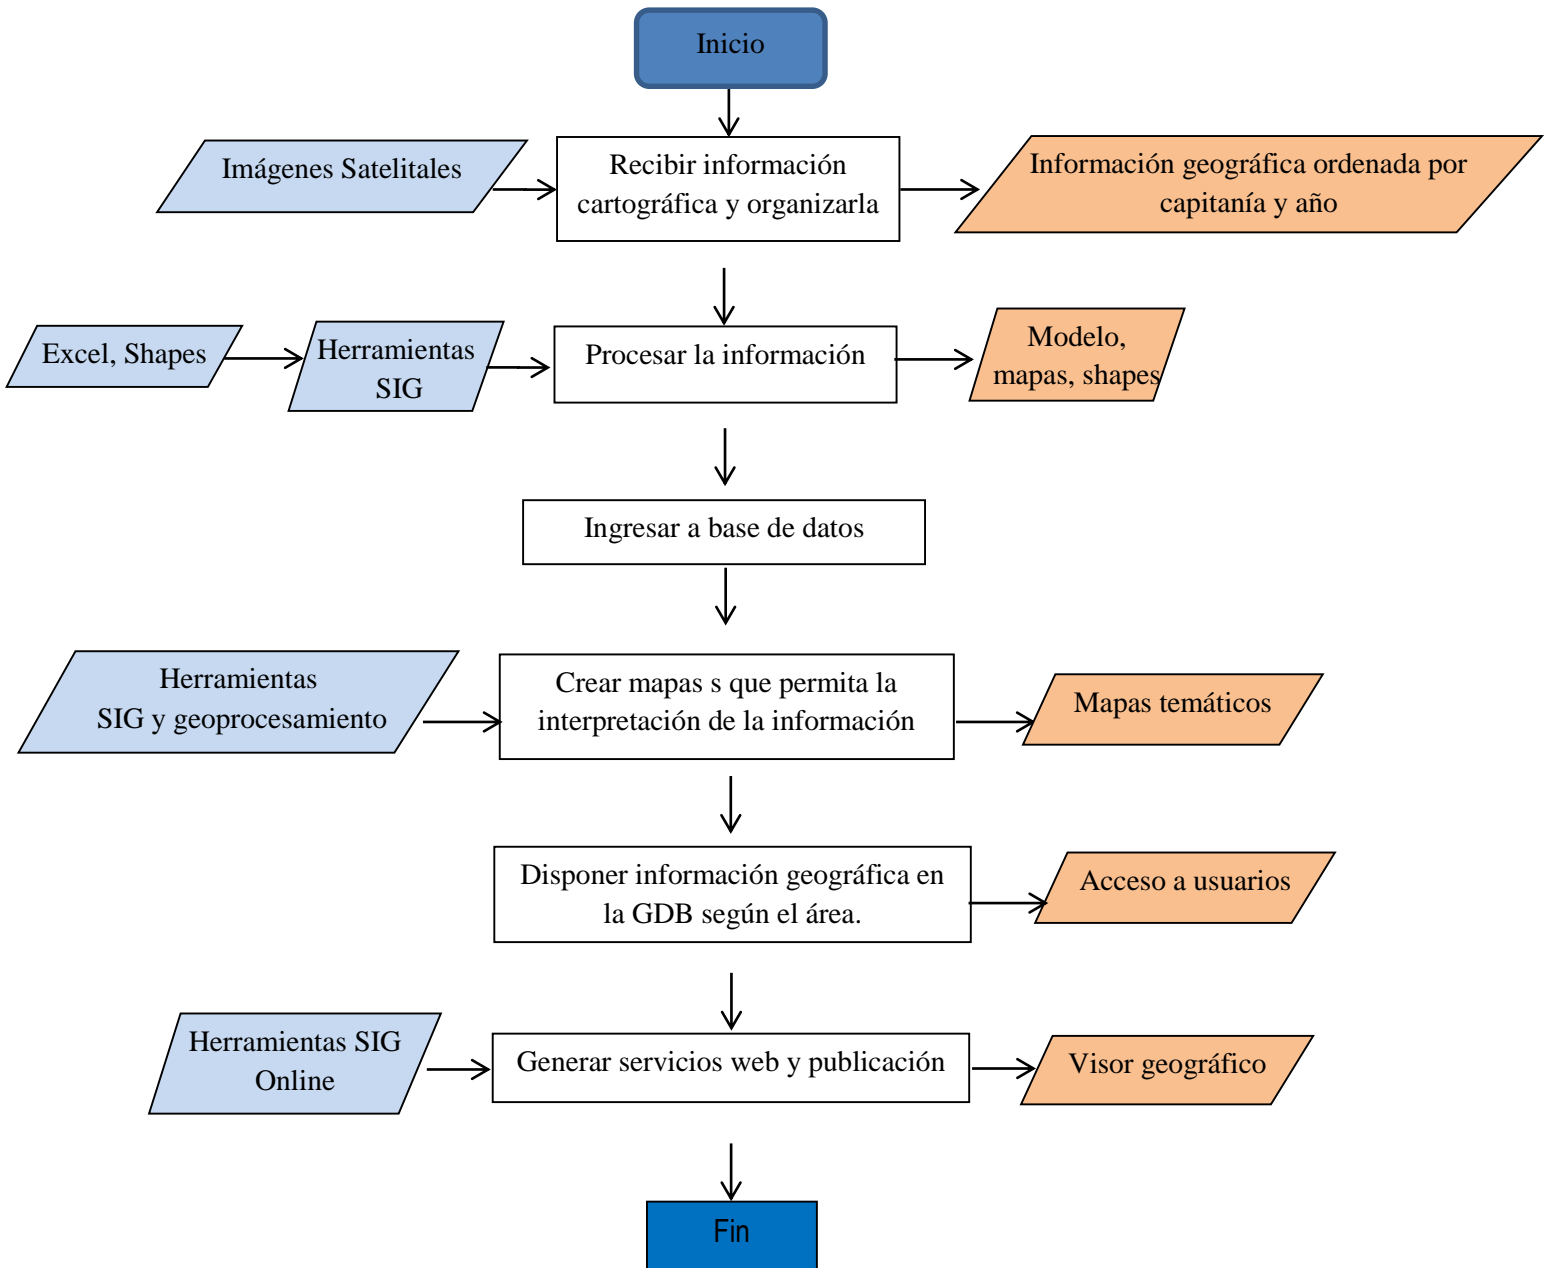 Inicio
Imágenes Satelitales
Recibir información
cartográfica y organizarla
Información geográfica ordenada por
capitanía y año
Excel, Shapes
Herramientas
SIG
Procesar la información
Modelo,
mapas, shapes
Ingresar a base de datos
Herramientas
SIG y geoprocesamiento
Crear mapas s que permita la
interpretación de la información
Mapas temáticos
Disponer información geográfica en
la GDB según el área.
Acceso a usuarios
Herramientas SIG
Online
Generar servicios web y publicación
Visor geográfico
Fin